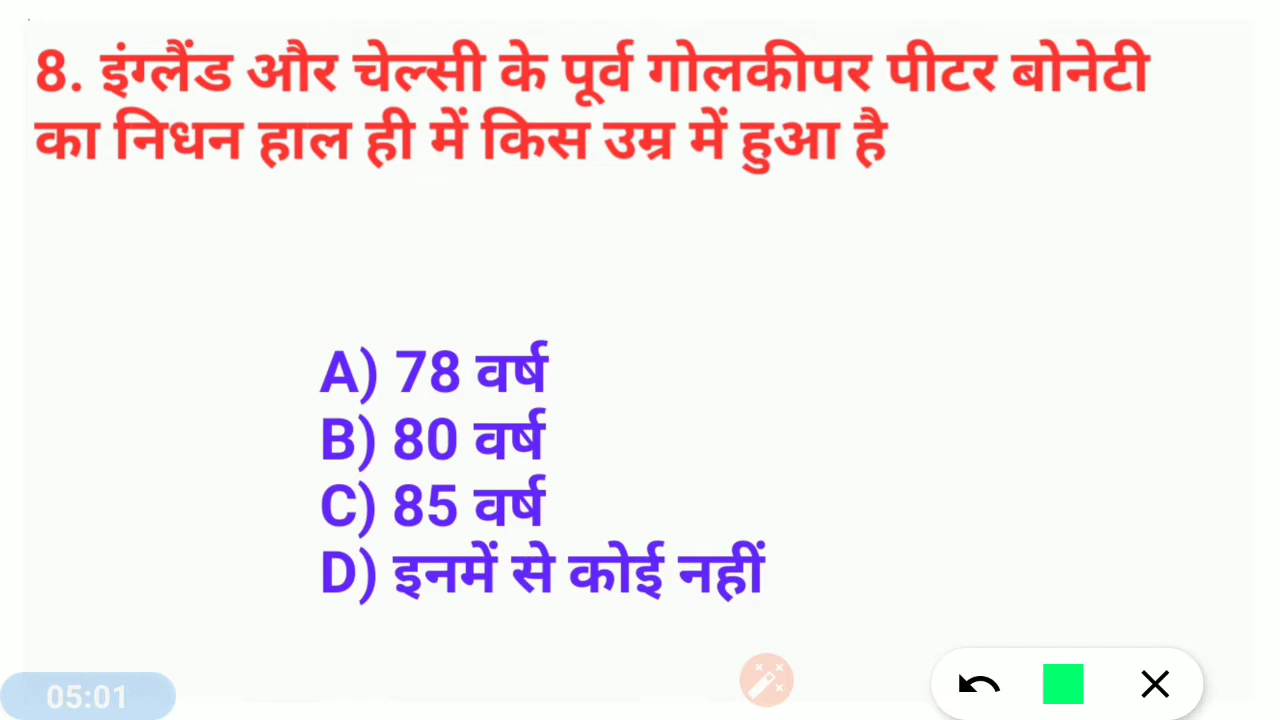 8. इंग्लैंड और चेल्सी के पूर्व गोलकीपर पीटर बोनेटी
का निधन हाल ही में किस उम्र में हुआ है
A) 78 वर्ष
B) 80 वर्ष
C) 85 वर्ष
D) इनमें से कोई नहीं
05:01